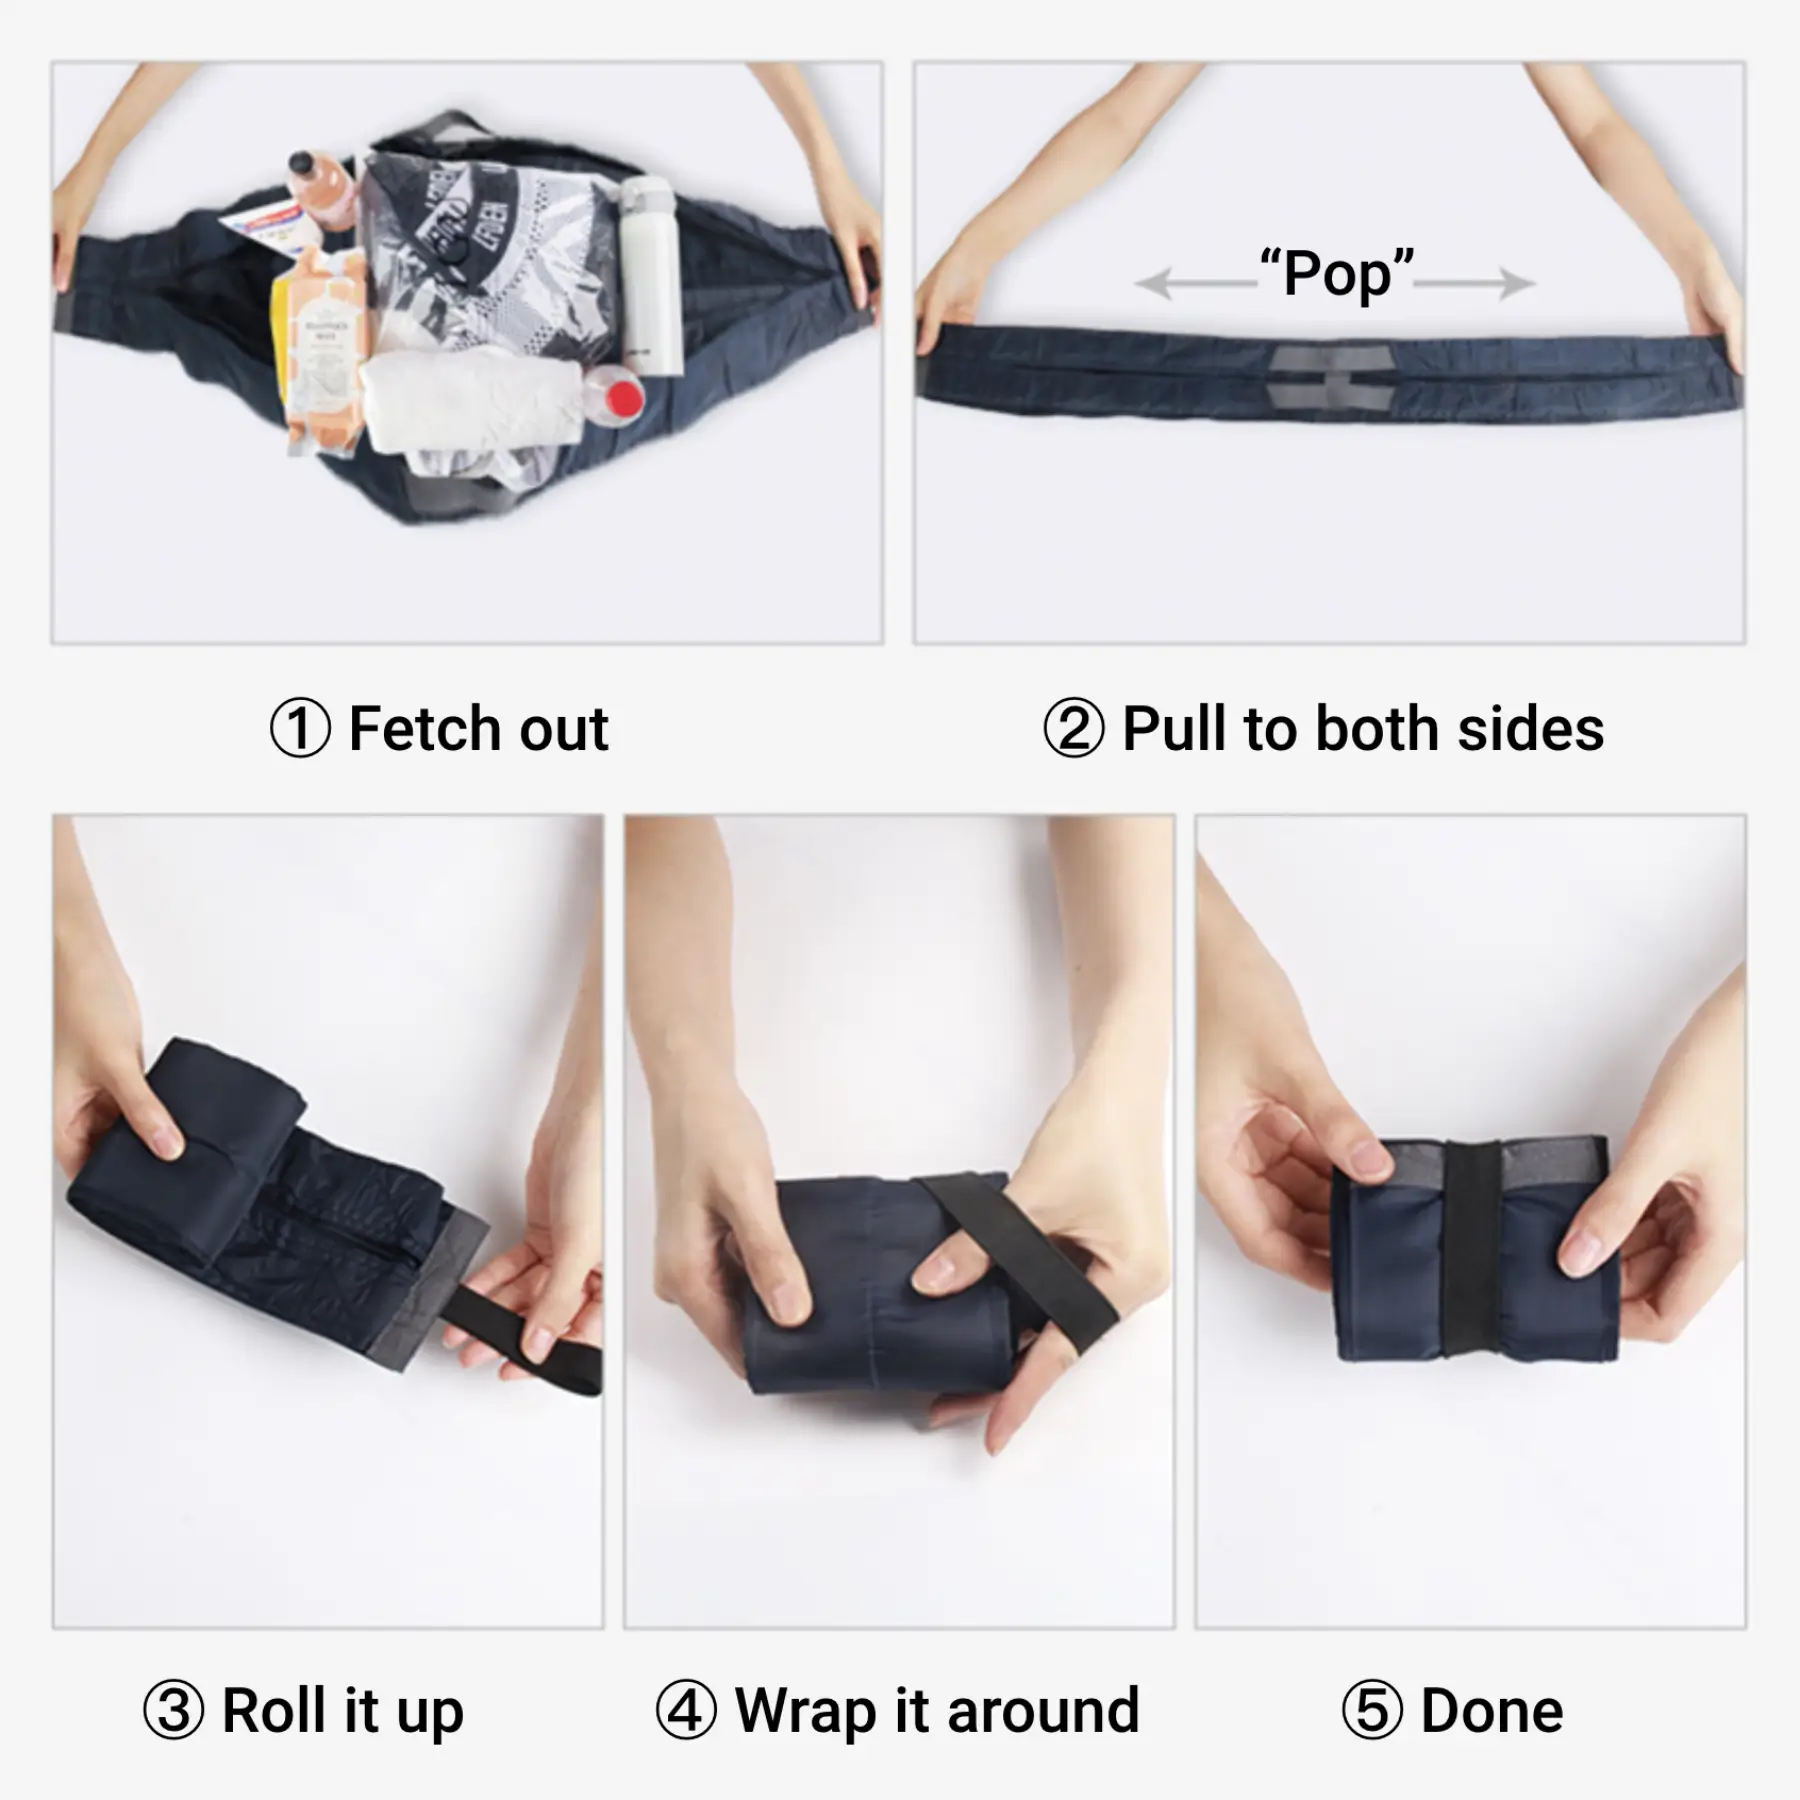 “Pop”
① Fetch out
② Pull to both sides
③ Roll it up
④ Wrap it around
⑤ Done